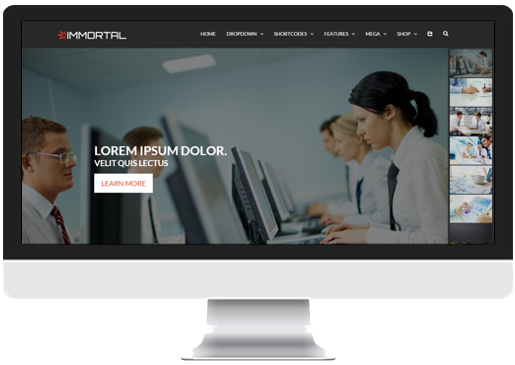 IMMORTAL
HOME DROPDOWN SHORTCODES FEATURES MEGA SHOP
LOREM IPSUM DOLOR.
VELIT QUIS LECTUS
LEARN MORE